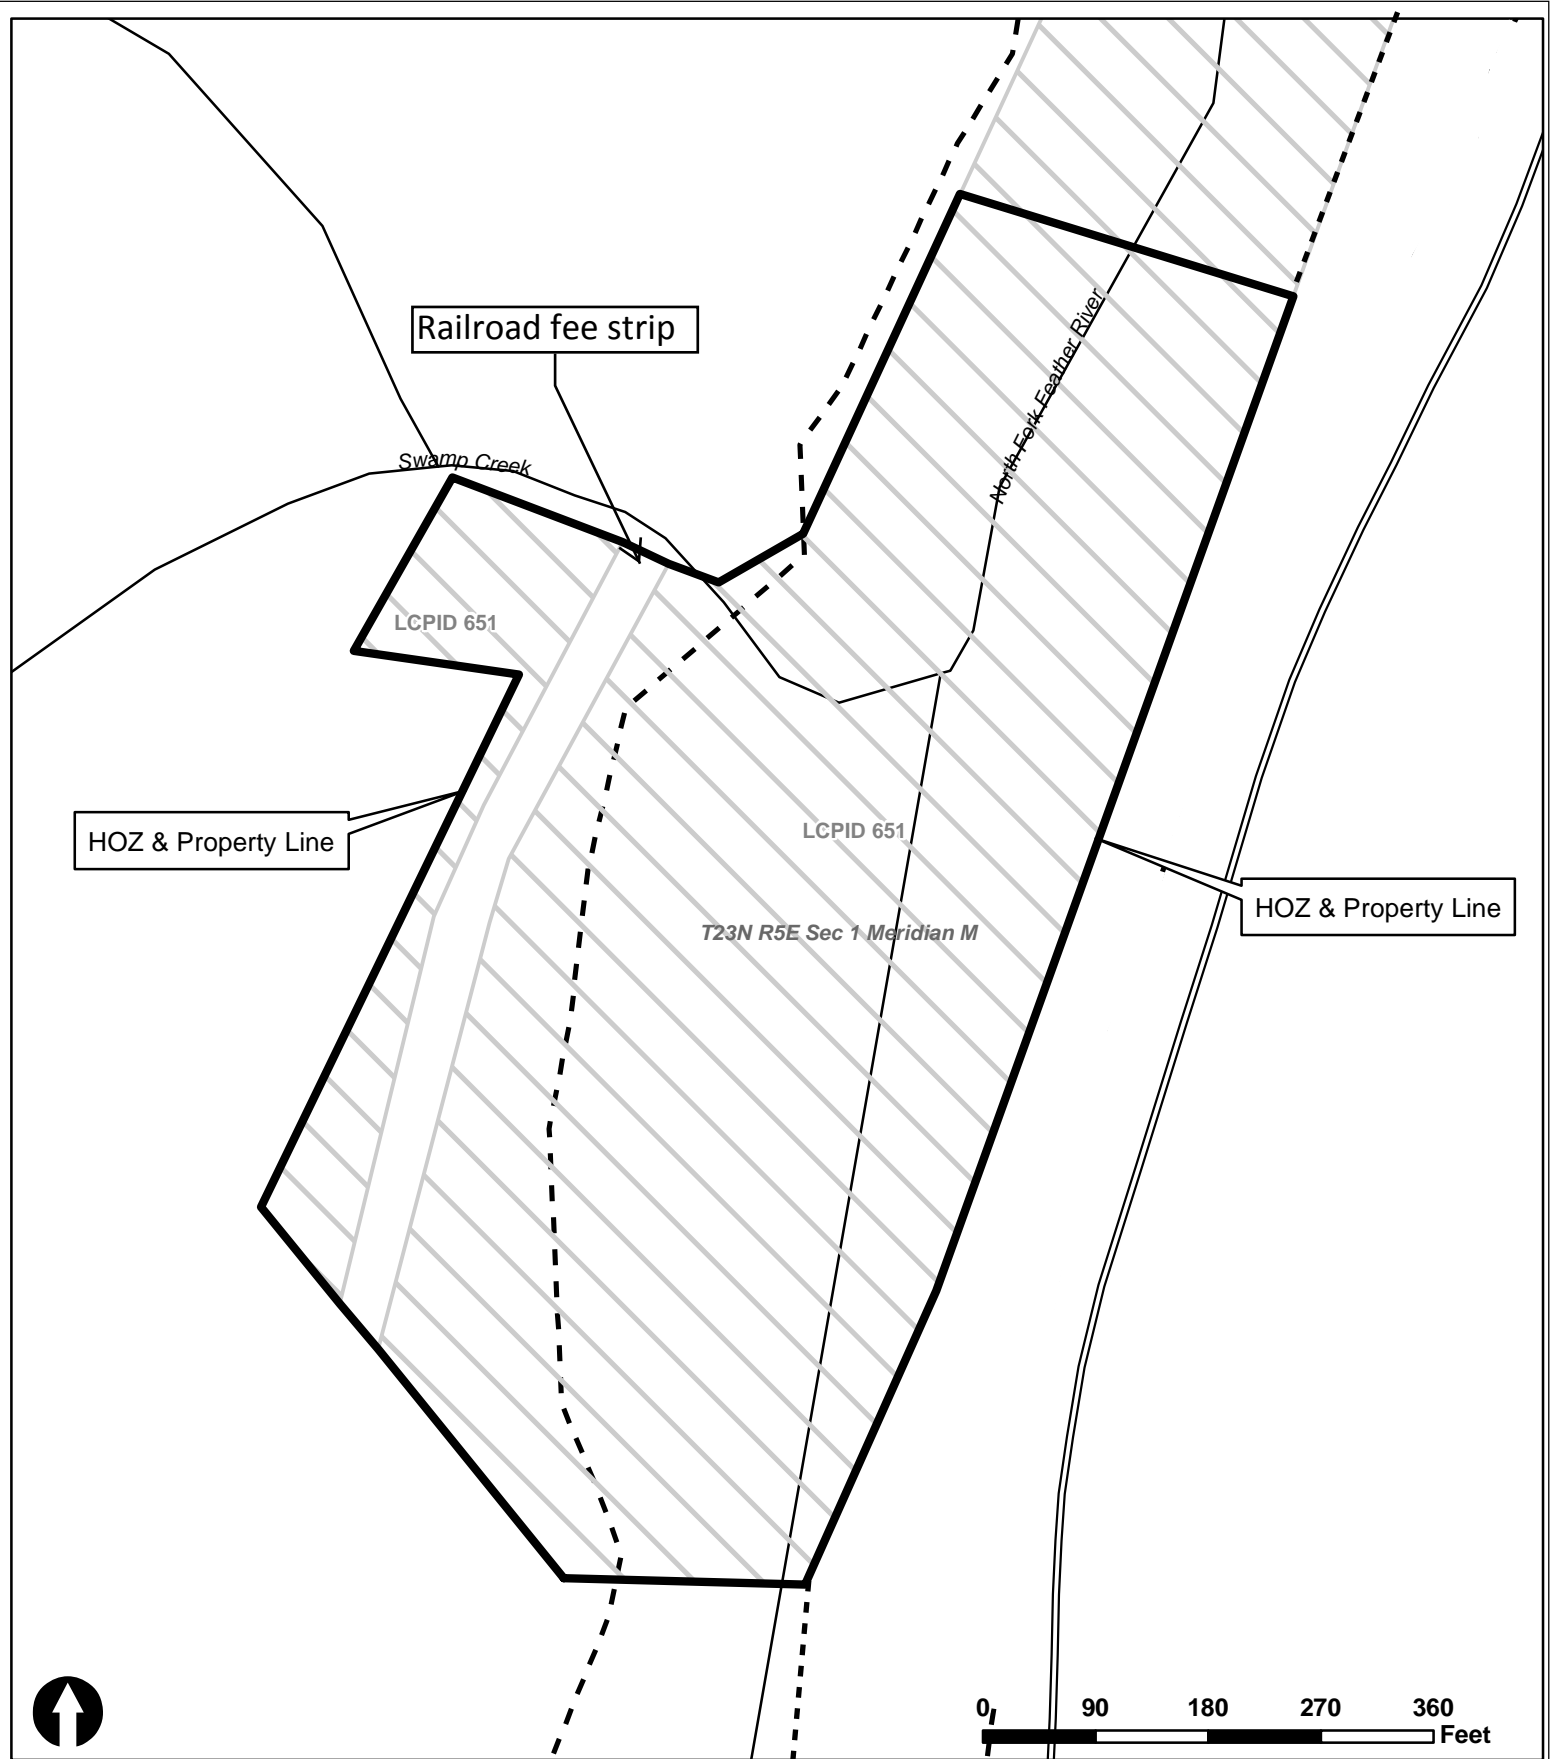 North Fork Feather River
Railroad fee strip
Swamp Creek
LCPID 651
HOZ & Property Line
LCPID 651
HOZ & Property Line
T23N R5E Sec 1 Meridian M
0 90 180 270 360
Feet